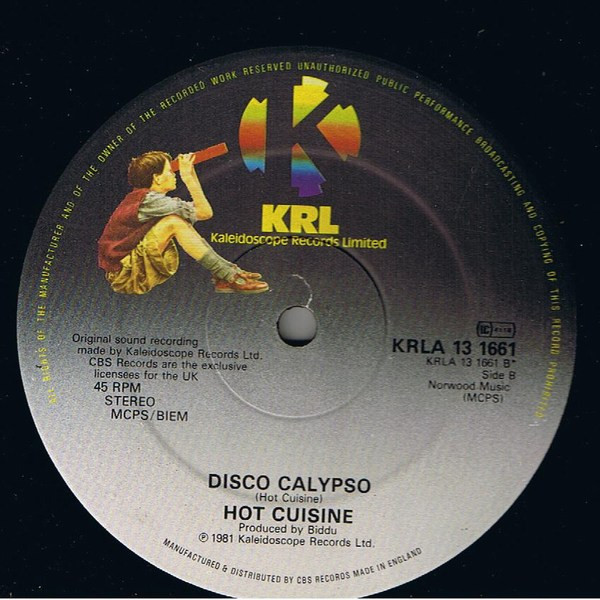 ALL RIGHTS OF THE MANUFACTURER AND OF THE OWNER OF THE RECORDED WORK RESERVED UNAUTHORIZED PUBLIC PERFORMANCE BROADCASTING AND COPYING OF THIS RECORD PROHIBITED
K
KRL
Kaleidoscope Records Limited
Original sound recording
made by Kaleidoscope Records Ltd.
CBS Records are the exclusive
licensees for the UK
45 RPM
STEREO
MCPS/BIEM
KRLA 13 1661
KRLA 13 1661 B*
Side B
Norwood Music
(MCPS)
DISCO CALYPSO
(Hot Cuisine)
HOT CUISINE
Produced by Biddu
℗ 1981 Kaleidoscope Records Ltd.
MANUFACTURED & DISTRIBUTED BY CBS RECORDS MADE IN ENGLAND